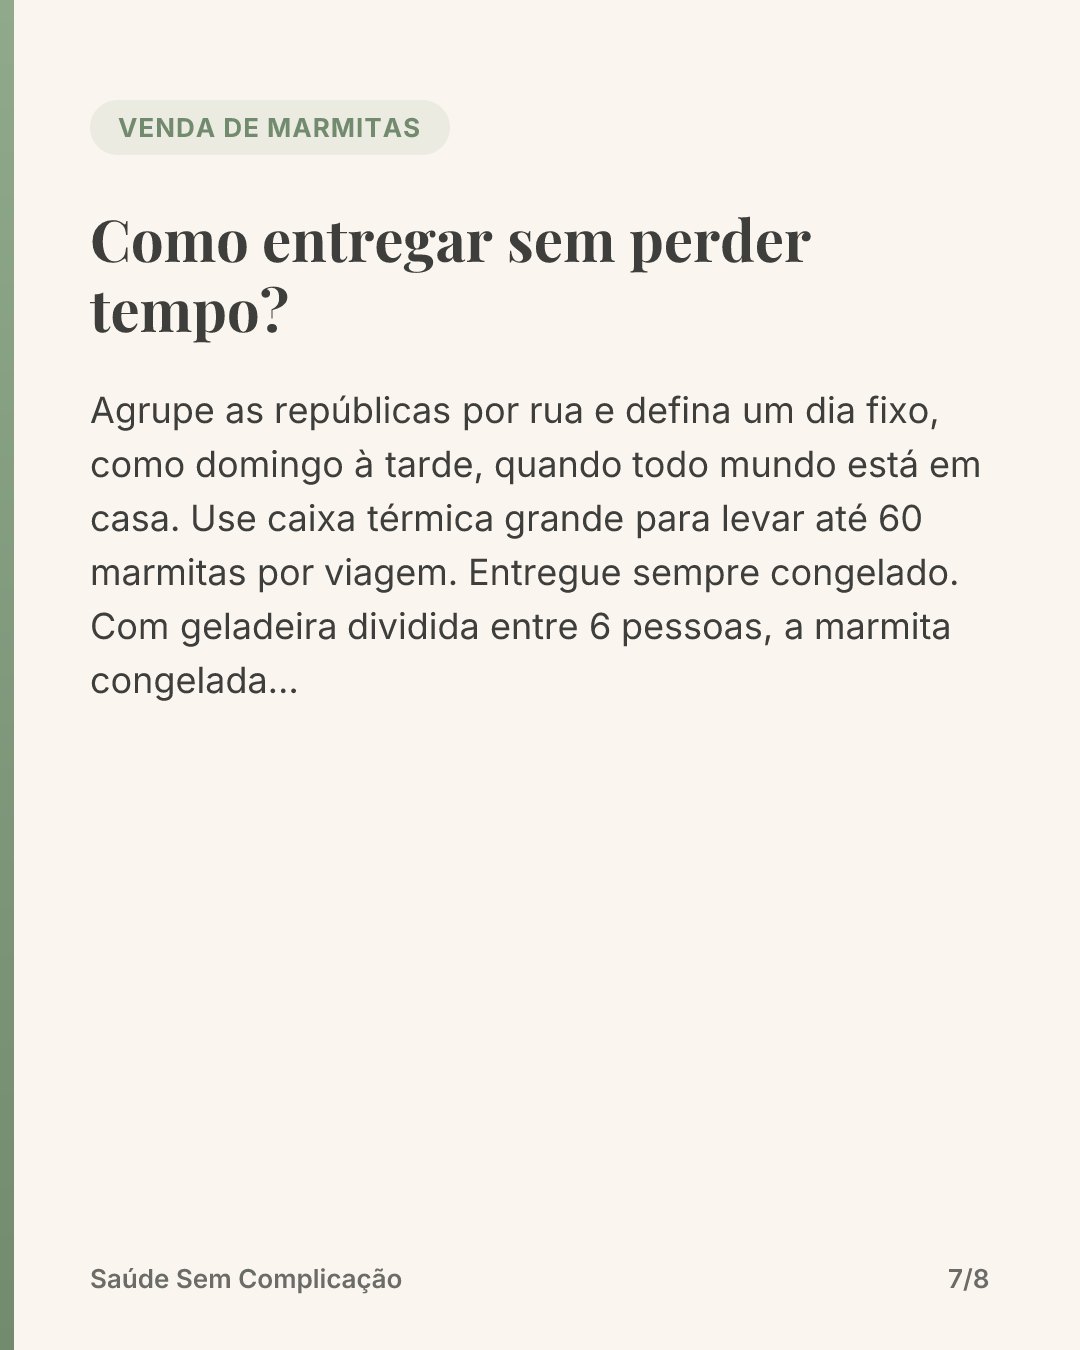 VENDA DE MARMITAS
Como entregar sem perder
tempo?
Agrupe as repúblicas por rua e defina um dia fixo,
como domingo à tarde, quando todo mundo está em
casa. Use caixa térmica grande para levar até 60
marmitas por viagem. Entregue sempre congelado.
Com geladeira dividida entre 6 pessoas, a marmita
congelada...
Saúde Sem Complicação
7/8